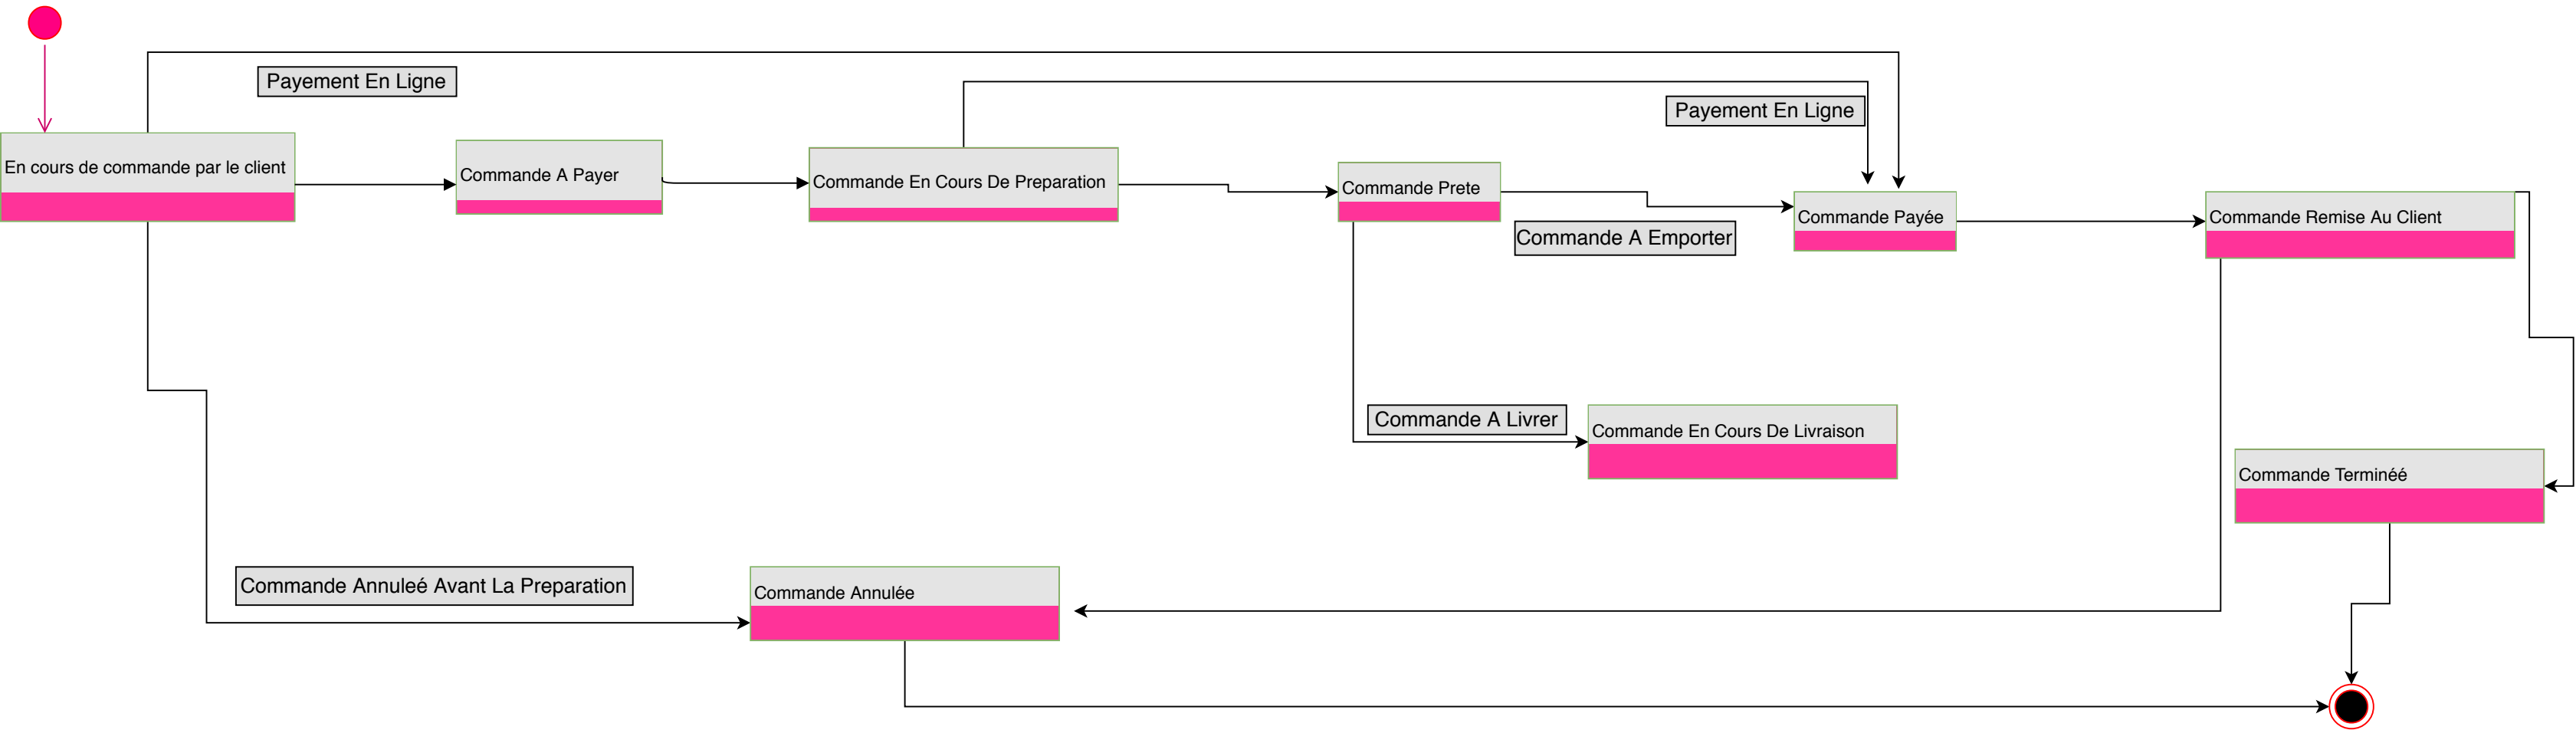 Payement En Ligne
Payement En Ligne
En cours de commande par le client
Commande A Payer
Commande En Cours De Preparation
Commande Prete
Commande Payée
Commande Remise Au Client
Commande A Emporter
Commande A Livrer
Commande En Cours De Livraison
Commande Terminéé
Commande Annuleé Avant La Preparation
Commande Annulée